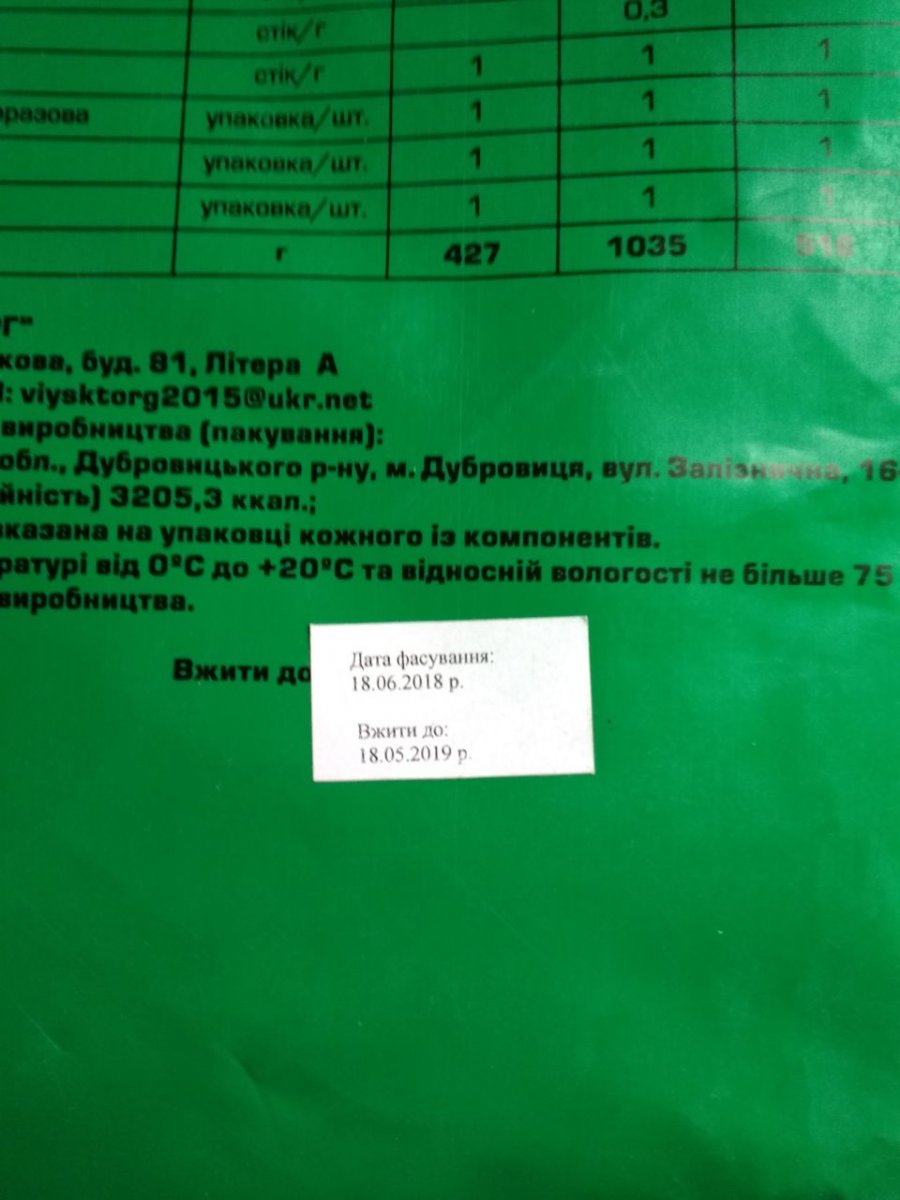 0,3
стік/г
стік/г 1 1 1
оразова упаковка/шт. 1 1 1
упаковка/шт. 1 1 1
упаковка/шт. 1 1 1
г 427 1035
г"
кова, буд. 81, Літера А
l: viysktorg2015@ukr.net
виробництва (пакування):
обл., Дубровицького р-ну, м. Дубровиця, вул. Залізнична, 16
йність) 3205,3 ккал.;
вказана на упаковці кожного із компонентів.
ратурі від 0°С до +20°С та відносній вологості не більше 75
виробництва.
Вжити до
Дата фасування:
18.06.2018 р.
Вжити до:
18.05.2019 р.